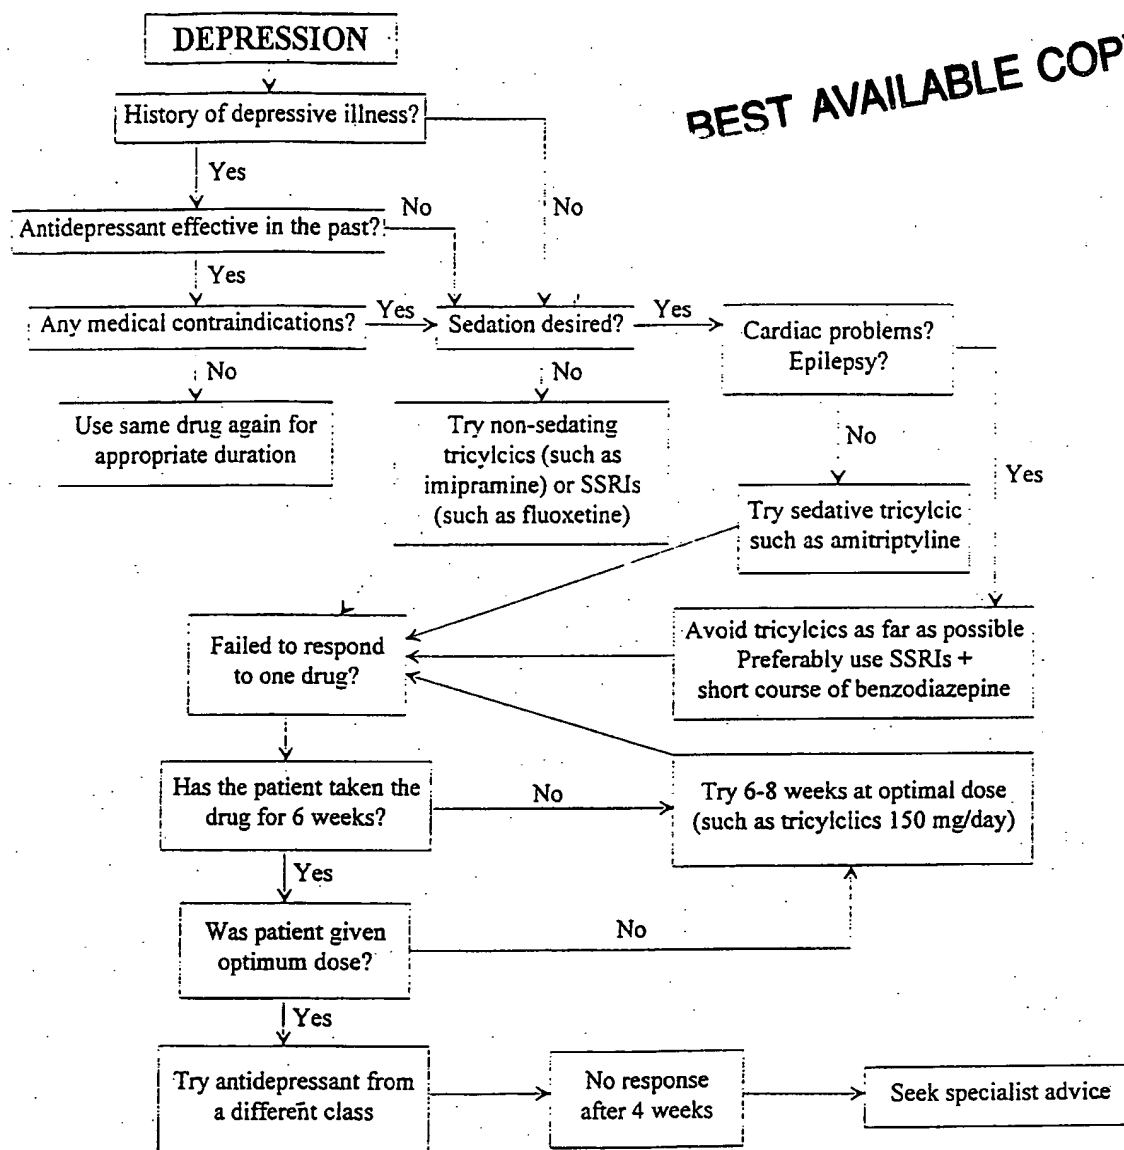 DEPRESSION
BEST AVAILABLE COP
History of depressive illness?
Yes
No
No
Antidepressant effective in the past?
Yes
Any medical contraindications?
Yes
Sedation desired?
Yes
Cardiac problems?
Epilepsy?
No
No
No
Yes
Use same drug again for
appropriate duration
Try non-sedating
tricylcics (such as
imipramine) or SSRIs
(such as fluoxetine)
Try sedative tricylcic
such as amitriptyline
Failed to respond
to one drug?
Avoid tricylcics as far as possible
Preferably use SSRIs +
short course of benzodiazepine
Has the patient taken the
drug for 6 weeks?
No
Try 6-8 weeks at optimal dose
(such as tricylclics 150 mg/day)
Yes
Was patient given
optimum dose?
No
Yes
Try antidepressant from
a different class
No response
after 4 weeks
Seek specialist advice